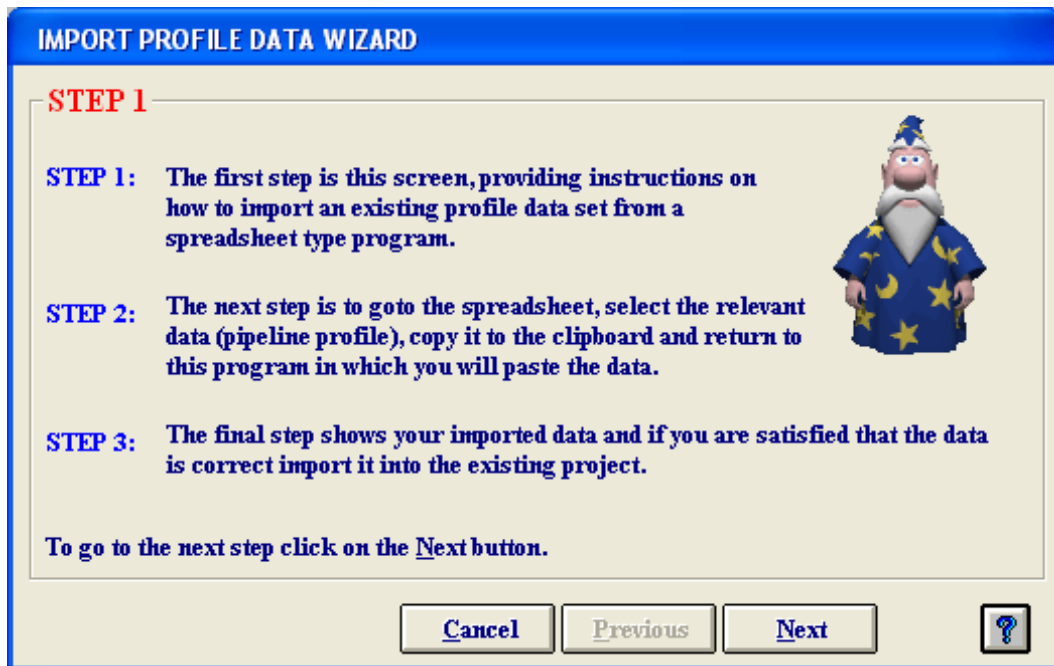 IMPORT PROFILE DATA WIZARD
STEP 1
STEP 1: The first step is this screen, providing instructions on
how to import an existing profile data set from a
spreadsheet type program.
STEP 2: The next step is to goto the spreadsheet, select the relevant
data (pipeline profile), copy it to the clipboard and return to
this program in which you will paste the data.
STEP 3: The final step shows your imported data and if you are satisfied that the data
is correct import it into the existing project.
To go to the next step click on the Next button.
Cancel Previous Next ?